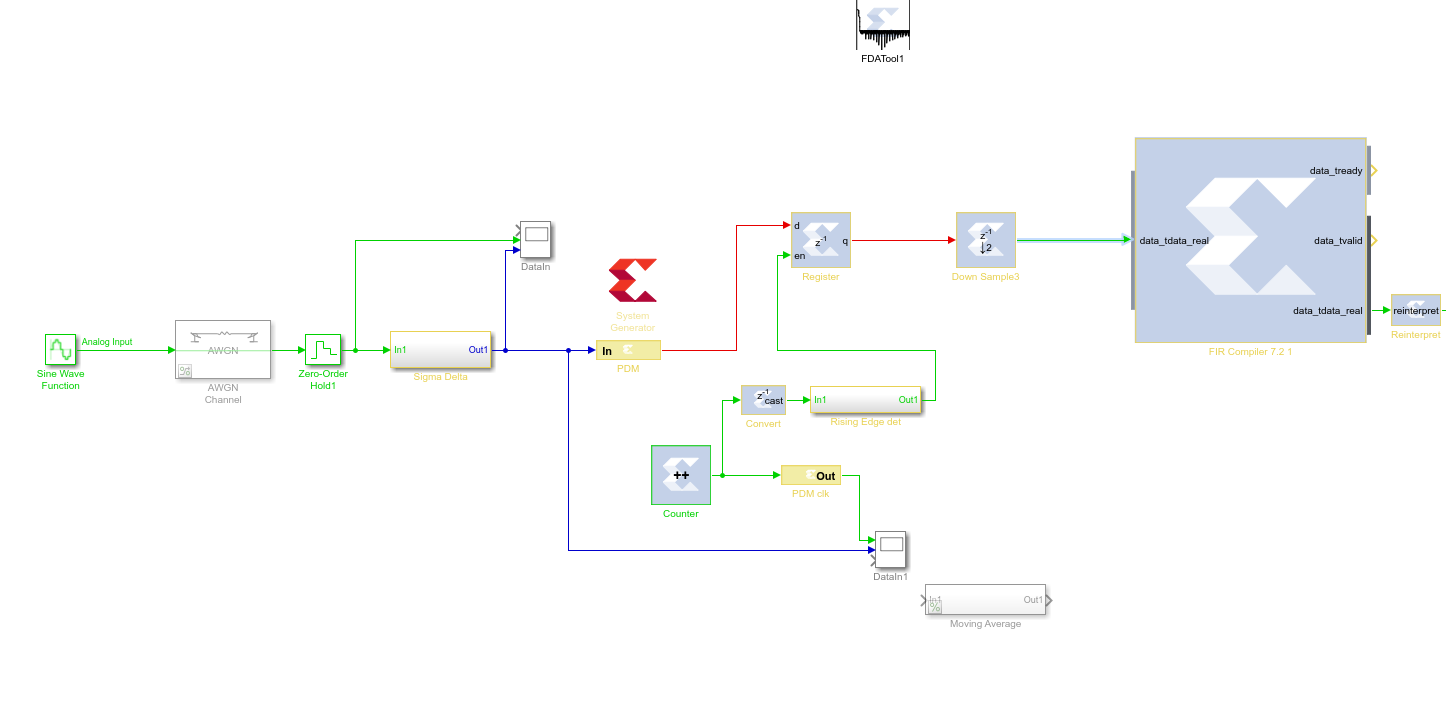 FDATool1
data_tready
data_tdata_real
data_tvalid
data_tdata_real
FIR Compiler 7.2 1
reinterpret
Reinterpret
d
en
q
z-1
Register
z-1
↓2
Down Sample3
DataIn
System
Generator
In
PDM
Analog Input
Sine Wave
Function
AWGN
AWGN
Channel
Zero-Order
Hold1
In1
Out1
Sigma Delta
z-1
cast
Convert
In1
Out1
Rising Edge det
++
Counter
Out
PDM clk
DataIn1
In1
Out1
Moving Average